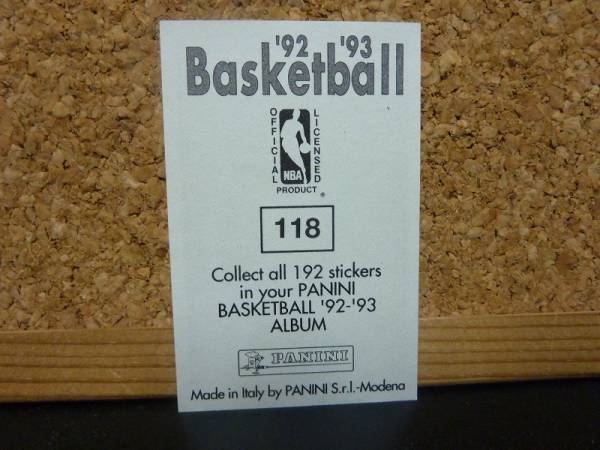 '92 '93
Basketball
OFFICIAL LICENSED
NBA
PRODUCT ®
118
Collect all 192 stickers
in your PANINI
BASKETBALL '92-'93
ALBUM
PANINI
Made in Italy by PANINI S.r.l.-Modena